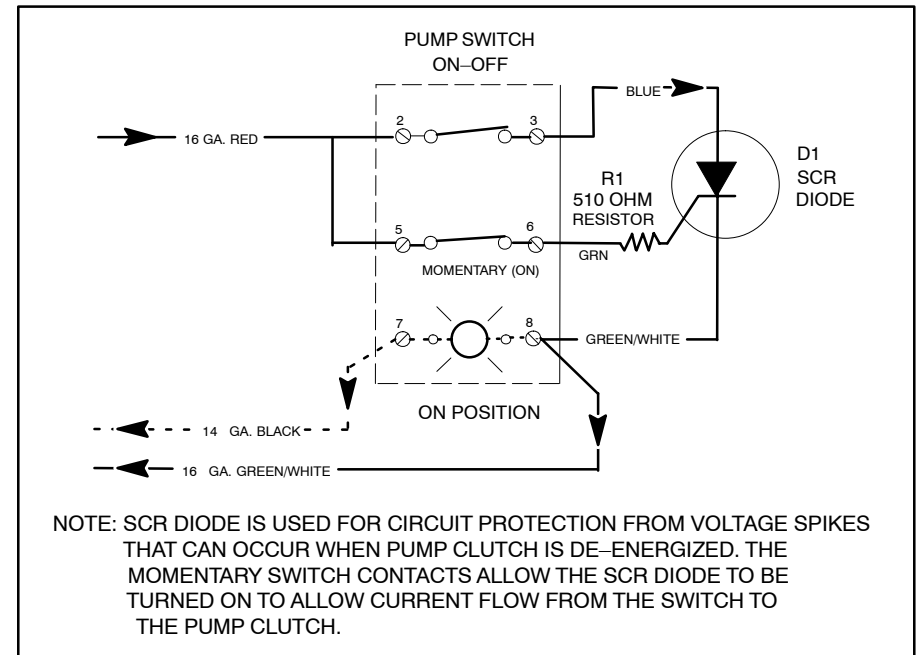 PUMP SWITCH
ON–OFF
BLUE
2
3
16 GA. RED
D1
SCR
DIODE
R1
510 OHM
RESISTOR
5
6
GRN
MOMENTARY (ON)
7
8
GREEN/WHITE
ON POSITION
14 GA. BLACK
16 GA. GREEN/WHITE
NOTE: SCR DIODE IS USED FOR CIRCUIT PROTECTION FROM VOLTAGE SPIKES
THAT CAN OCCUR WHEN PUMP CLUTCH IS DE–ENERGIZED. THE
MOMENTARY SWITCH CONTACTS ALLOW THE SCR DIODE TO BE
TURNED ON TO ALLOW CURRENT FLOW FROM THE SWITCH TO
THE PUMP CLUTCH.